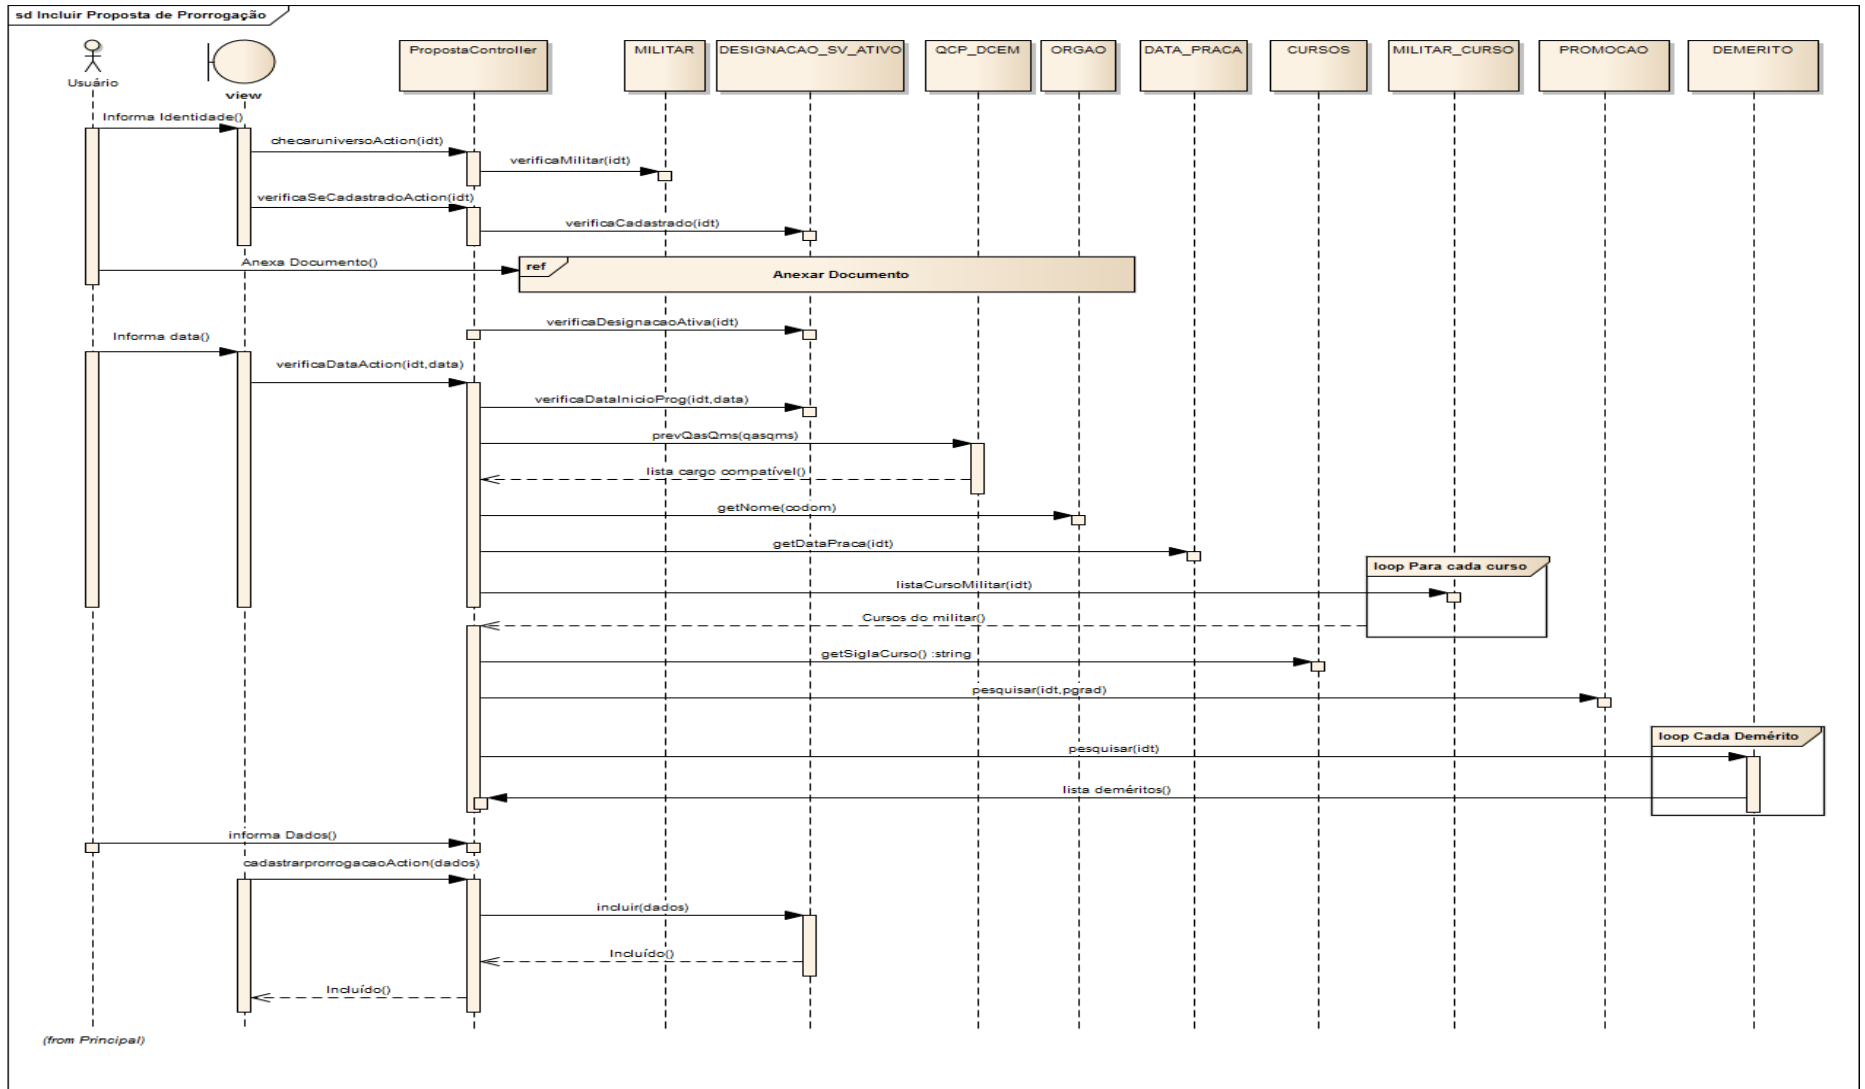 sd Incluir Proposta de Prorrogação
Usuário
view
PropostaController
MILITAR
DESIGNACAO_SV_ATIVO
QCP_DCEM
ORGAO
DATA_PRACA
CURSOS
MILITAR_CURSO
PROMOCAO
DEMERITO
Informa Identidade()
checaruniversoAction(idt)
verificaMilitar(idt)
verificaSeCadastradoAction(idt)
verificaCadastrado(idt)
Anexa Documento()
ref
Anexar Documento
verificaDesignacaoAtiva(idt)
Informa data()
verificaDataAction(idt,data)
verificaDataInicioProg(idt,data)
prevQasQms(qasqms)
lista cargo compatível()
getNome(codom)
getDataPraca(idt)
loop Para cada curso
listaCursoMilitar(idt)
Cursos do militar()
getSiglaCurso() :string
pesquisar(idt,pgrad)
loop Cada Demérito
pesquisar(idt)
lista deméritos()
informa Dados()
cadastrarprorrogacaoAction(dados)
incluir(dados)
Incluído()
Incluído()
(from Principal)